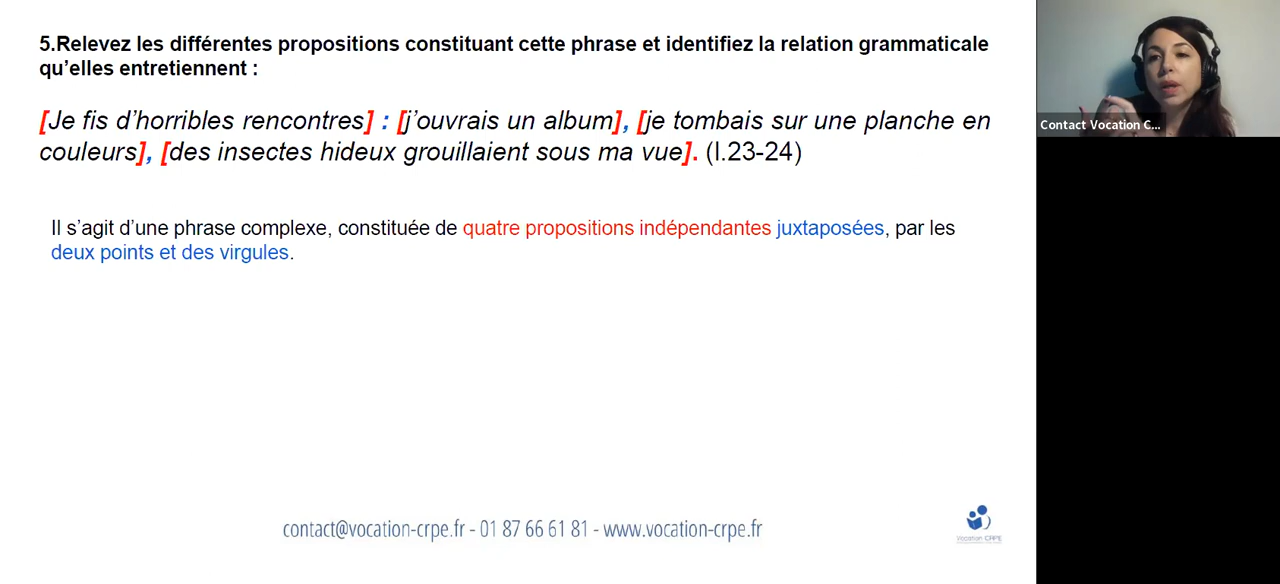 5.Relevez les différentes propositions constituant cette phrase et identifiez la relation grammaticale
qu’elles entretiennent :
[Je fis d’horribles rencontres] : [j’ouvrais un album], [je tombais sur une planche en
couleurs], [des insectes hideux grouillaient sous ma vue]. (l.23-24)
Il s’agit d’une phrase complexe, constituée de quatre propositions indépendantes juxtaposées, par les
deux points et des virgules.
contact@vocation-crpe.fr - 01 87 66 61 81 - www.vocation-crpe.fr
Vocation CRPE
Contact Vocation C...